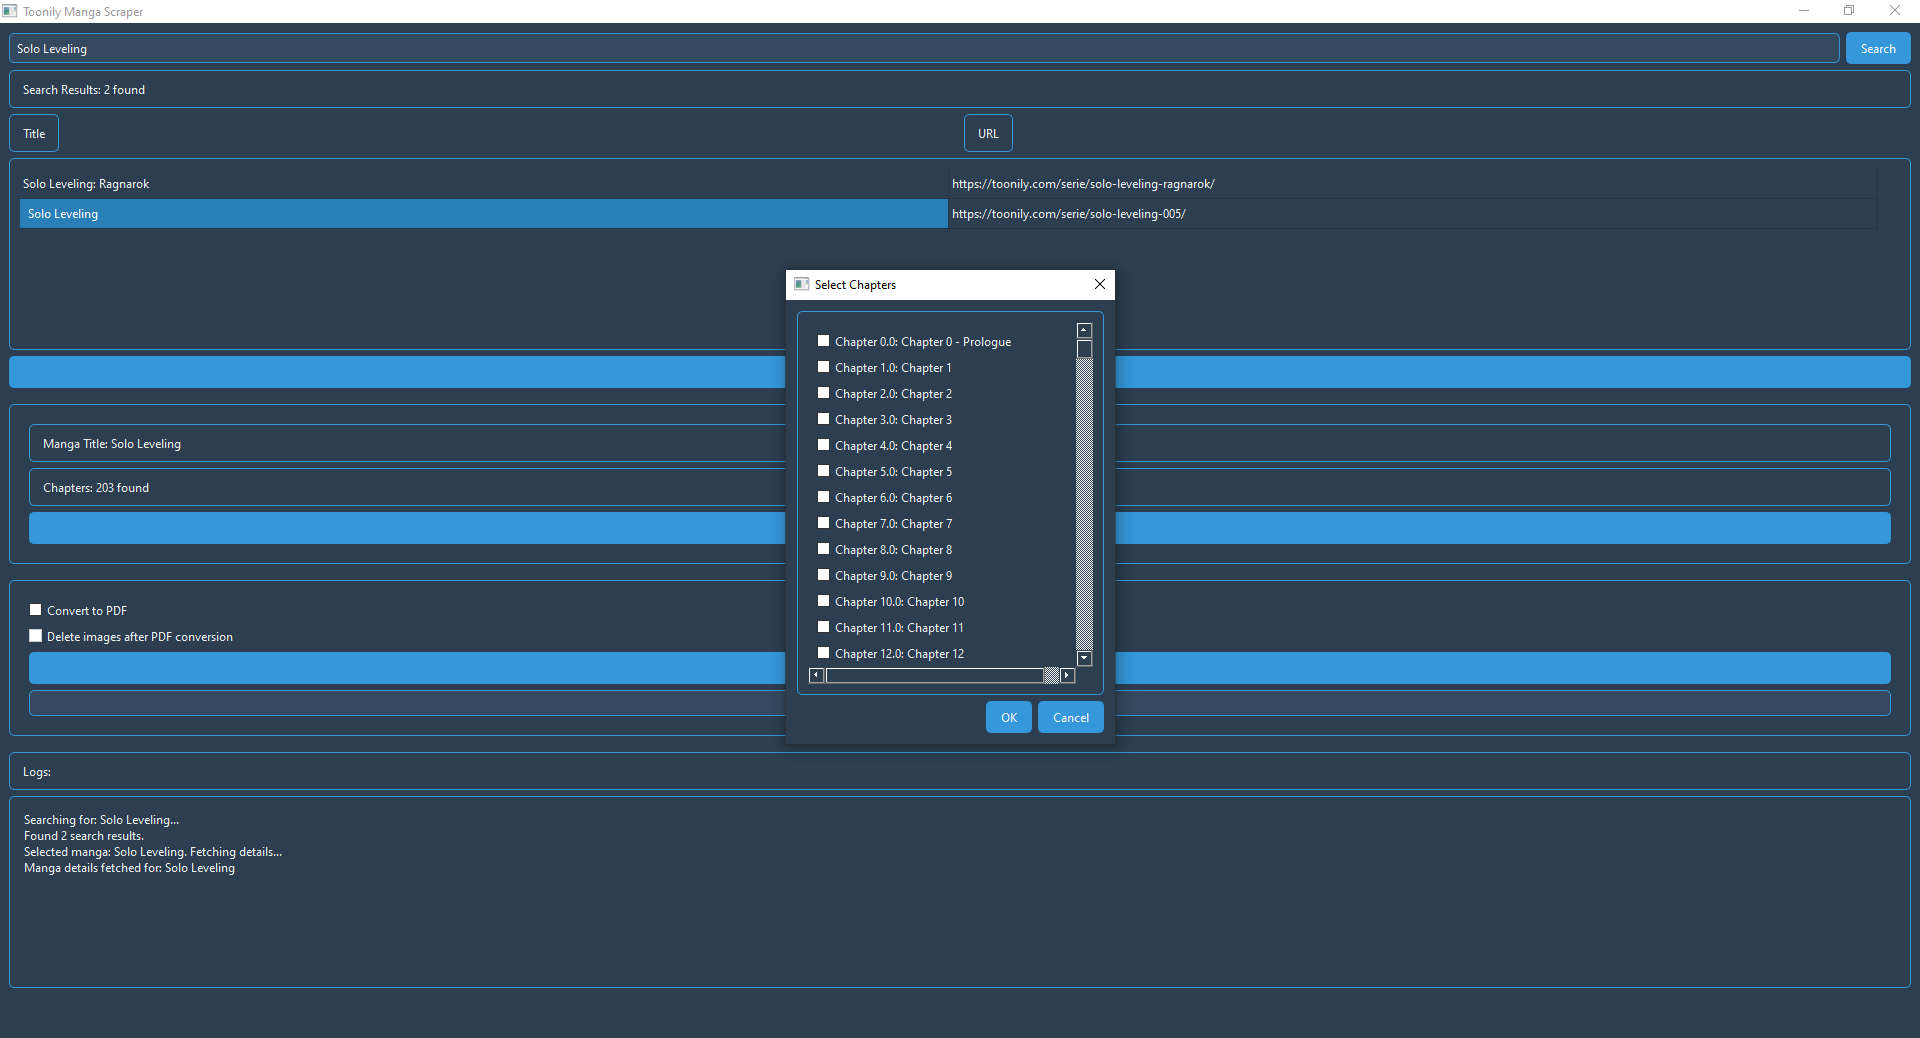 Toonily Manga Scraper
Solo Leveling
Search
Search Results: 2 found
Title
URL
Solo Leveling: Ragnarok
https://toonily.com/serie/solo-leveling-ragnarok/
Solo Leveling
https://toonily.com/serie/solo-leveling-005/
Select Chapters
Chapter 0.0: Chapter 0 - Prologue
Chapter 1.0: Chapter 1
Chapter 2.0: Chapter 2
Chapter 3.0: Chapter 3
Chapter 4.0: Chapter 4
Chapter 5.0: Chapter 5
Chapter 6.0: Chapter 6
Chapter 7.0: Chapter 7
Chapter 8.0: Chapter 8
Chapter 9.0: Chapter 9
Chapter 10.0: Chapter 10
Chapter 11.0: Chapter 11
Chapter 12.0: Chapter 12
OK
Cancel
Manga Title: Solo Leveling
Chapters: 203 found
Convert to PDF
Delete images after PDF conversion
Logs:
Searching for: Solo Leveling...
Found 2 search results.
Selected manga: Solo Leveling. Fetching details...
Manga details fetched for: Solo Leveling